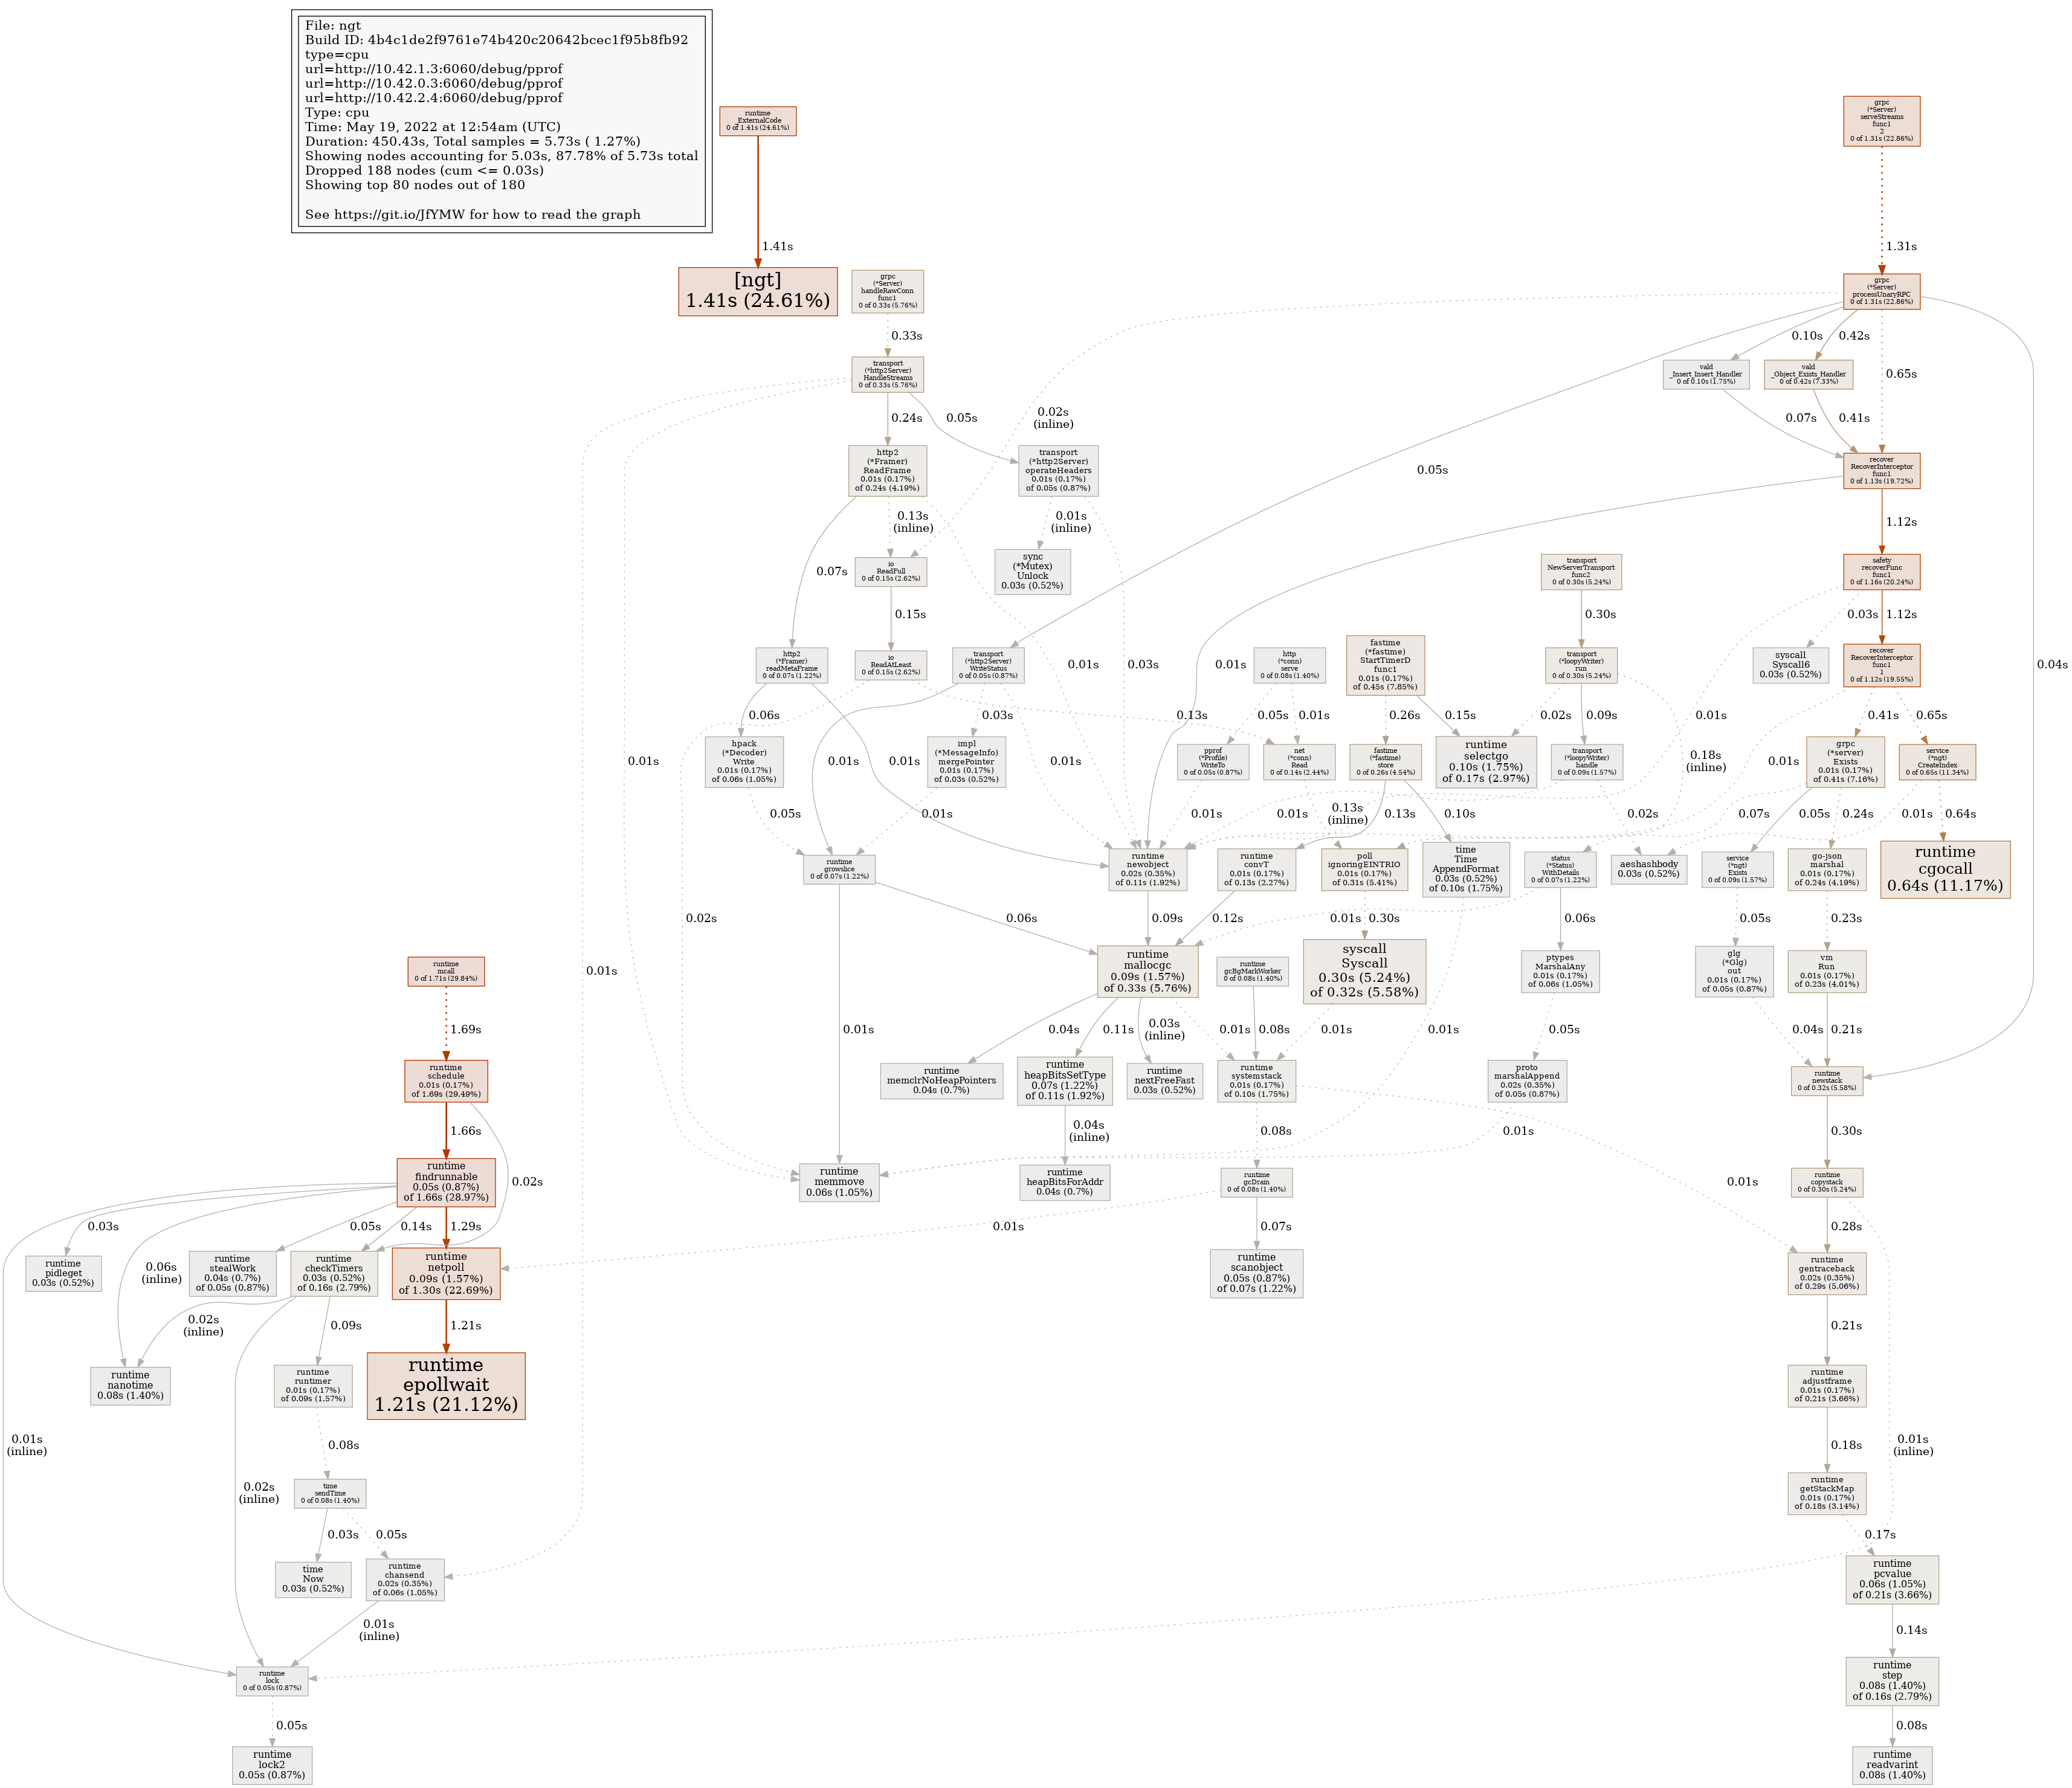 File: ngt
Build ID: 4b4c1de2f9761e74b420c20642bcec1f95b8fb92
type=cpu
url=http://10.42.1.3:6060/debug/pprof
url=http://10.42.0.3:6060/debug/pprof
url=http://10.42.2.4:6060/debug/pprof
Type: cpu
Time: May 19, 2022 at 12:54am (UTC)
Duration: 450.43s, Total samples = 5.73s ( 1.27%)
Showing nodes accounting for 5.03s, 87.78% of 5.73s total
Dropped 188 nodes (cum <= 0.03s)
Showing top 80 nodes out of 180
See https://git.io/JfYMW for how to read the graph
runtime
_ExternalCode
0 of 1.41s (24.61%)
grpc
(*Server)
serveStreams
func1
2
0 of 1.31s (22.86%)
1.41s
1.31s
[ngt]
1.41s (24.61%)
grpc
(*Server)
handleRawConn
func1
0 of 0.33s (5.76%)
grpc
(*Server)
processUnaryRPC
0 of 1.31s (22.86%)
0.33s
0.10s
0.42s
transport
(*http2Server)
HandleStreams
0 of 0.33s (5.76%)
vald
_Insert_Insert_Handler
0 of 0.10s (1.75%)
vald
_Object_Exists_Handler
0 of 0.42s (7.33%)
0.65s
0.24s
0.05s
0.02s
(inline)
0.07s
0.41s
http2
(*Framer)
ReadFrame
0.01s (0.17%)
of 0.24s (4.19%)
transport
(*http2Server)
operateHeaders
0.01s (0.17%)
of 0.05s (0.87%)
0.05s
recover
RecoverInterceptor
func1
0 of 1.13s (19.72%)
0.13s
(inline)
0.01s
(inline)
1.12s
0.07s
io
ReadFull
0 of 0.15s (2.62%)
sync
(*Mutex)
Unlock
0.03s (0.52%)
transport
NewServerTransport
func2
0 of 0.30s (5.24%)
safety
recoverFunc
func1
0 of 1.16s (20.24%)
0.15s
0.30s
0.03s
1.12s
http2
(*Framer)
readMetaFrame
0 of 0.07s (1.22%)
io
ReadAtLeast
0 of 0.15s (2.62%)
transport
(*http2Server)
WriteStatus
0 of 0.05s (0.87%)
0.01s
0.03s
0.01s
http
(*conn)
serve
0 of 0.08s (1.40%)
fastime
(*fastime)
StartTimerD
func1
0.01s (0.17%)
of 0.45s (7.85%)
transport
(*loopyWriter)
run
0 of 0.30s (5.24%)
syscall
Syscall6
0.03s (0.52%)
recover
RecoverInterceptor
func1
1
0 of 1.12s (19.55%)
0.04s
0.06s
0.03s
0.13s
0.05s
0.01s
0.26s
0.15s
0.02s
0.09s
0.01s
0.41s
0.65s
hpack
(*Decoder)
Write
0.01s (0.17%)
of 0.06s (1.05%)
impl
(*MessageInfo)
mergePointer
0.01s (0.17%)
of 0.03s (0.52%)
pprof
(*Profile)
WriteTo
0 of 0.05s (0.87%)
net
(*conn)
Read
0 of 0.14s (2.44%)
fastime
(*fastime)
store
0 of 0.26s (4.54%)
runtime
selectgo
0.10s (1.75%)
of 0.17s (2.97%)
transport
(*loopyWriter)
handle
0 of 0.09s (1.57%)
0.18s
(inline)
0.01s
grpc
(*server)
Exists
0.01s (0.17%)
of 0.41s (7.16%)
service
(*ngt)
CreateIndex
0 of 0.65s (11.34%)
0.01s
0.01s
0.01s
0.01s
0.05s
0.01s
0.01s
0.01s
0.13s
(inline)
0.13s
0.10s
0.02s
0.07s
0.05s
0.24s
0.01s
0.64s
runtime
growslice
0 of 0.07s (1.22%)
runtime
newobject
0.02s (0.35%)
of 0.11s (1.92%)
runtime
convT
0.01s (0.17%)
of 0.13s (2.27%)
poll
ignoringEINTRIO
0.01s (0.17%)
of 0.31s (5.41%)
time
Time
AppendFormat
0.03s (0.52%)
of 0.10s (1.75%)
status
(*Status)
WithDetails
0 of 0.07s (1.22%)
aeshashbody
0.03s (0.52%)
service
(*ngt)
Exists
0 of 0.09s (1.57%)
go-json
marshal
0.01s (0.17%)
of 0.24s (4.19%)
runtime
cgocall
0.64s (11.17%)
0.02s
0.06s
0.09s
0.12s
0.01s
0.30s
0.06s
0.05s
0.23s
runtime
mcall
0 of 1.71s (29.84%)
0.01s
runtime
mallocgc
0.09s (1.57%)
of 0.33s (5.76%)
runtime
gcBgMarkWorker
0 of 0.08s (1.40%)
syscall
Syscall
0.30s (5.24%)
of 0.32s (5.58%)
ptypes
MarshalAny
0.01s (0.17%)
of 0.06s (1.05%)
glg
(*Glg)
out
0.01s (0.17%)
of 0.05s (0.87%)
vm
Run
0.01s (0.17%)
of 0.23s (4.01%)
1.69s
0.01s
0.04s
0.11s
0.03s
(inline)
0.01s
0.08s
0.01s
0.01s
0.05s
0.04s
0.21s
runtime
schedule
0.01s (0.17%)
of 1.69s (29.49%)
runtime
memclrNoHeapPointers
0.04s (0.7%)
runtime
heapBitsSetType
0.07s (1.22%)
of 0.11s (1.92%)
runtime
nextFreeFast
0.03s (0.52%)
runtime
systemstack
0.01s (0.17%)
of 0.10s (1.75%)
proto
marshalAppend
0.02s (0.35%)
of 0.05s (0.87%)
runtime
newstack
0 of 0.32s (5.58%)
1.66s
0.04s
(inline)
0.08s
0.01s
0.30s
runtime
findrunnable
0.05s (0.87%)
of 1.66s (28.97%)
0.02s
runtime
memmove
0.06s (1.05%)
runtime
heapBitsForAddr
0.04s (0.7%)
runtime
gcDrain
0 of 0.08s (1.40%)
0.01s
runtime
copystack
0 of 0.30s (5.24%)
0.03s
0.05s
0.14s
1.29s
0.01s
0.07s
0.28s
runtime
pidleget
0.03s (0.52%)
0.06s
(inline)
runtime
stealWork
0.04s (0.7%)
of 0.05s (0.87%)
runtime
checkTimers
0.03s (0.52%)
of 0.16s (2.79%)
runtime
netpoll
0.09s (1.57%)
of 1.30s (22.69%)
runtime
scanobject
0.05s (0.87%)
of 0.07s (1.22%)
runtime
gentraceback
0.02s (0.35%)
of 0.29s (5.06%)
0.02s
(inline)
0.09s
1.21s
0.21s
runtime
nanotime
0.08s (1.40%)
runtime
runtimer
0.01s (0.17%)
of 0.09s (1.57%)
runtime
epollwait
1.21s (21.12%)
runtime
adjustframe
0.01s (0.17%)
of 0.21s (3.66%)
0.01s
(inline)
0.08s
0.18s
0.01s
(inline)
0.02s
(inline)
time
sendTime
0 of 0.08s (1.40%)
runtime
getStackMap
0.01s (0.17%)
of 0.18s (3.14%)
0.03s
0.05s
0.17s
time
Now
0.03s (0.52%)
runtime
chansend
0.02s (0.35%)
of 0.06s (1.05%)
runtime
pcvalue
0.06s (1.05%)
of 0.21s (3.66%)
0.01s
(inline)
0.14s
runtime
lock
0 of 0.05s (0.87%)
runtime
step
0.08s (1.40%)
of 0.16s (2.79%)
0.05s
0.08s
runtime
lock2
0.05s (0.87%)
runtime
readvarint
0.08s (1.40%)